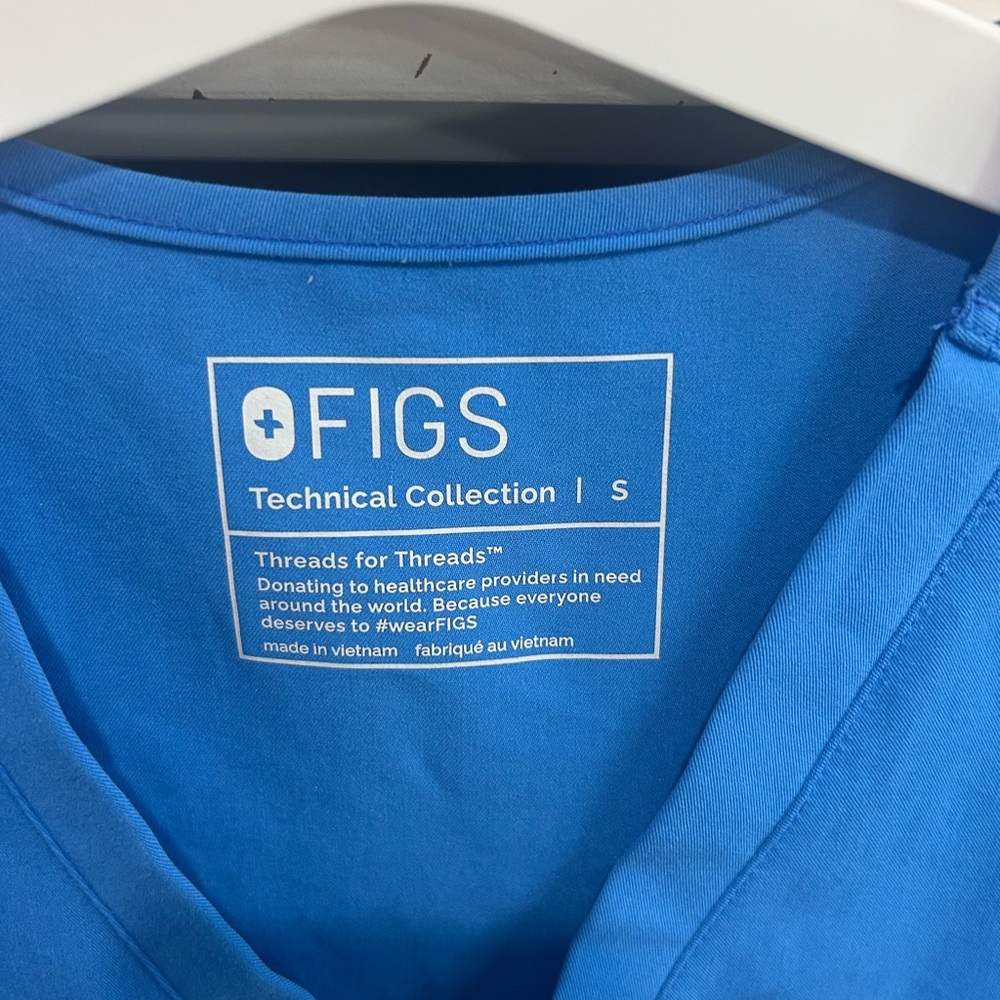 FIGS
Technical Collection | S
Threads for Threads™
Donating to healthcare providers in need
around the world. Because everyone
deserves to #wearFIGS
made in vietnam fabriqué au vietnam